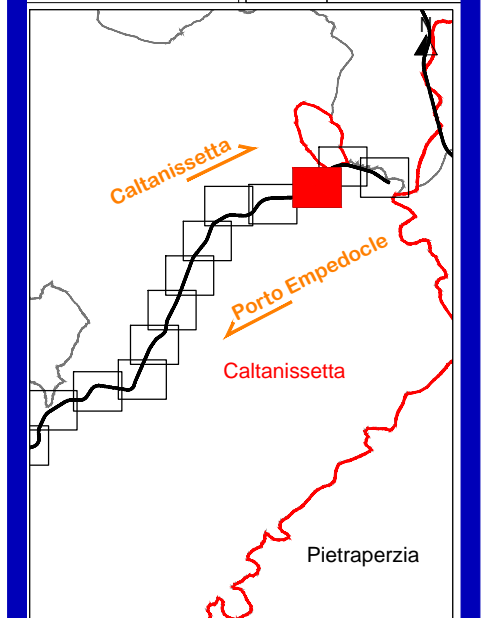 N
Caltanissetta
Porto Empedocle
Caltanissetta
Pietraperzia